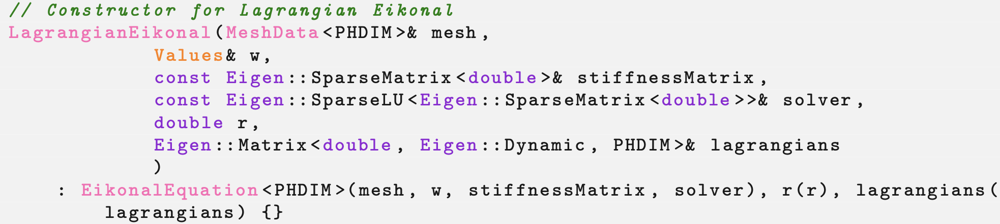 // Constructor for Lagrangian Eikonal
LagrangianEikonal(MeshData<PHDIM>& mesh,
Values& w,
const Eigen::SparseMatrix<double>& stiffnessMatrix,
const Eigen::SparseLU<Eigen::SparseMatrix<double>>& solver,
double r,
Eigen::Matrix<double, Eigen::Dynamic, PHDIM>& lagrangians
)
: EikonalEquation<PHDIM>(mesh, w, stiffnessMatrix, solver), r(r), lagrangians(
lagrangians) {}